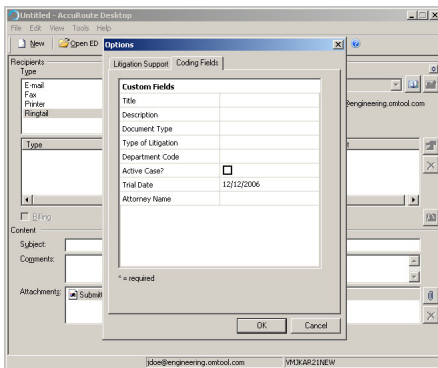 Untitled - AccuRoute Desktop
File Edit View Tools Help
New Open ED
Options
Recipients
Type
E-mail
Fax
Printer
Ringtail
@engineering.omtool.com
Type
Billing
Content
Subject:
Comments:
Attachments:
Submitt
Litigation Support Coding Fields
Custom Fields
Title
Description
Document Type
Type of Litigation
Department Code
Active Case?
Trial Date 12/12/2006
Attorney Name
* = required
OK Cancel
jdoe@engineering.omtool.com VMJKAR21NEW